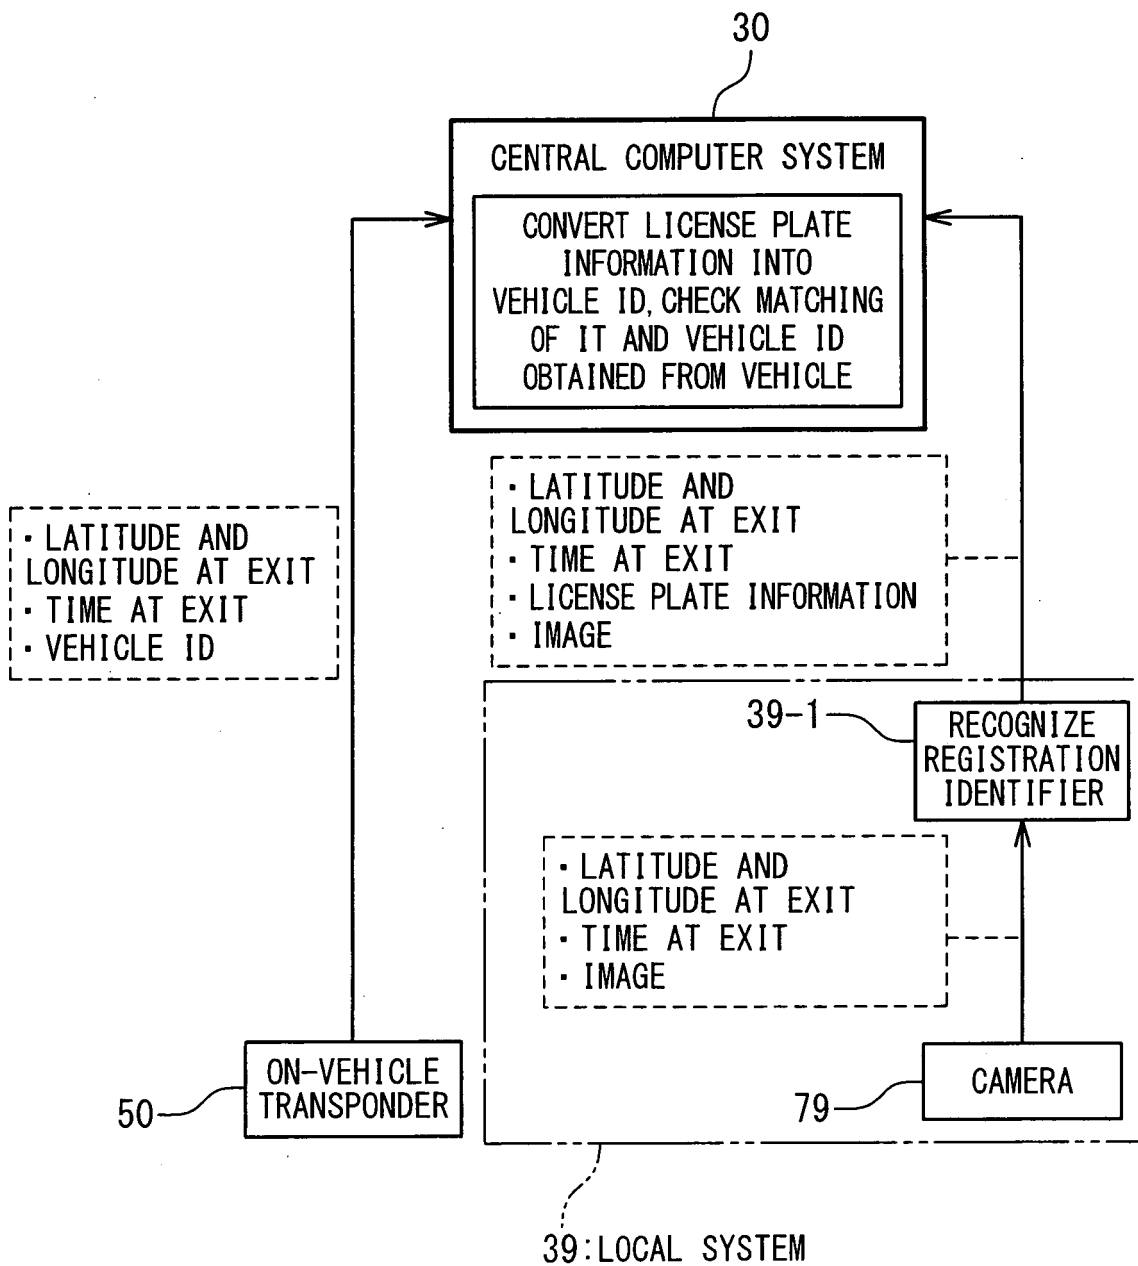 30
CENTRAL COMPUTER SYSTEM
CONVERT LICENSE PLATE
INFORMATION INTO
VEHICLE ID, CHECK MATCHING
OF IT AND VEHICLE ID
OBTAINED FROM VEHICLE
・LATITUDE AND
LONGITUDE AT EXIT
・TIME AT EXIT
・LICENSE PLATE INFORMATION
・IMAGE
・LATITUDE AND
LONGITUDE AT EXIT
・TIME AT EXIT
・VEHICLE ID
39-1
RECOGNIZE
REGISTRATION
IDENTIFIER
・LATITUDE AND
LONGITUDE AT EXIT
・TIME AT EXIT
・IMAGE
ON-VEHICLE
TRANSPONDER
50
CAMERA
79
39:LOCAL SYSTEM